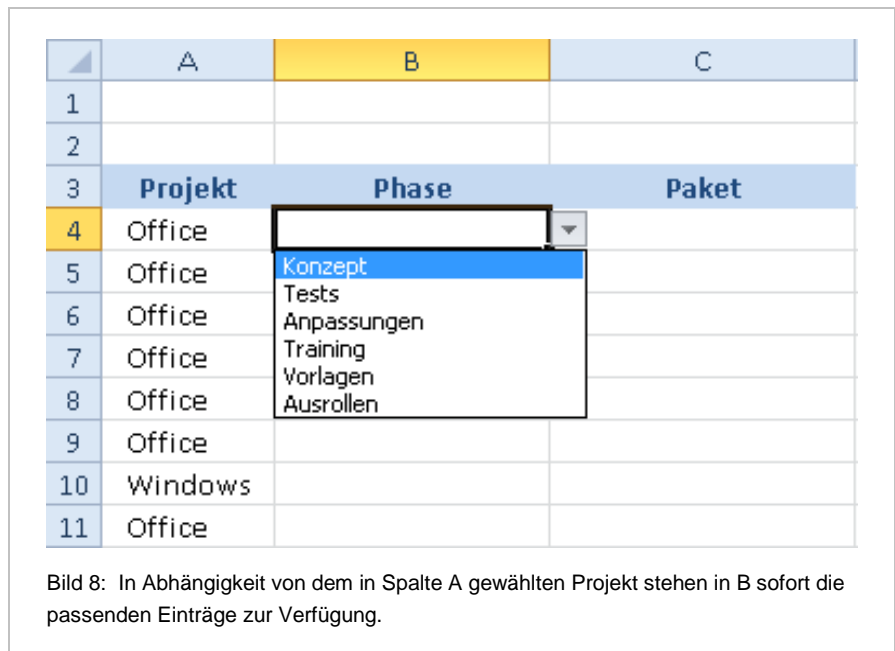 A B C
1
2
3 Projekt Phase Paket
4 Office
5 Office Konzept
Tests
6 Office Anpassungen
7 Office Training
Vorlagen
8 Office Ausrollen
9 Office
10 Windows
11 Office
Bild 8: In Abhängigkeit von dem in Spalte A gewählten Projekt stehen in B sofort die
passenden Einträge zur Verfügung.